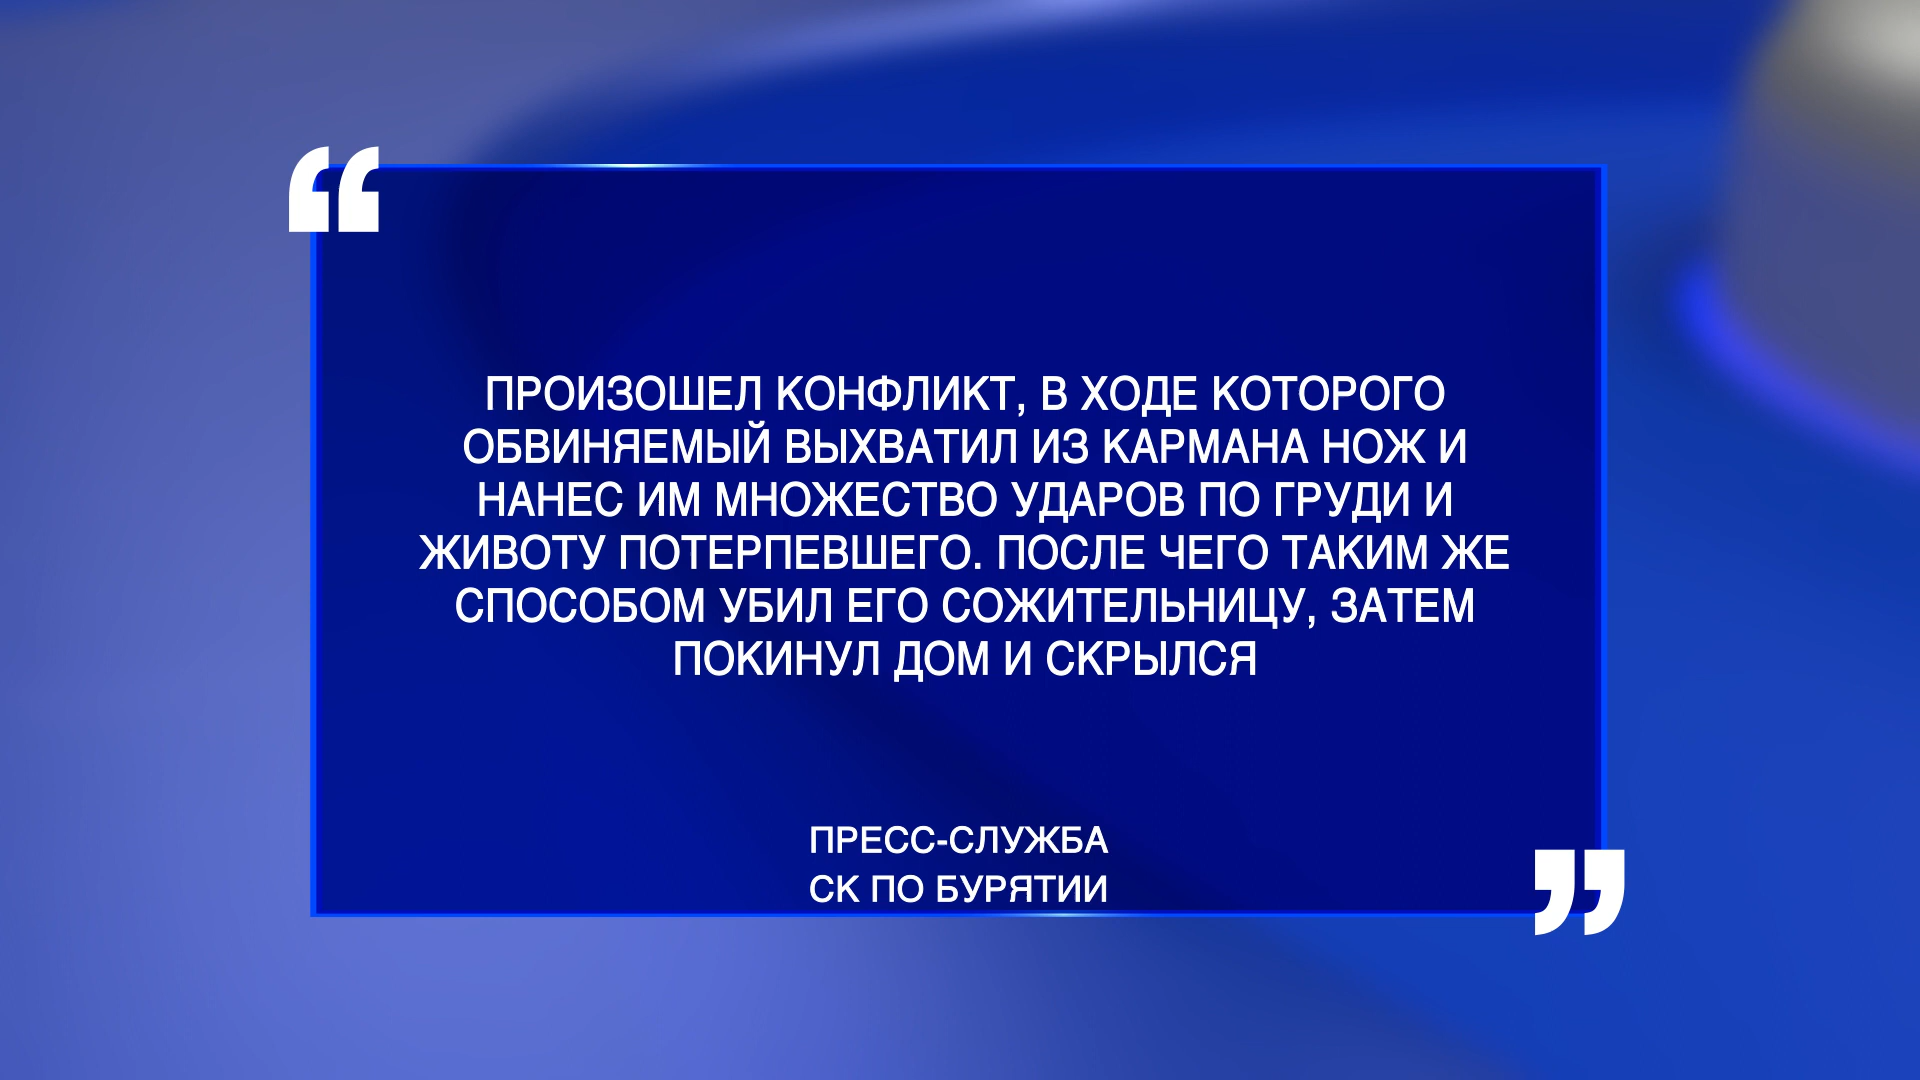 ПРОИЗОШЕЛ КОНФЛИКТ, В ХОДЕ КОТОРОГО
ОБВИНЯЕМЫЙ ВЫХВАТИЛ ИЗ КАРМАНА НОЖ И
НАНЕС ИМ МНОЖЕСТВО УДАРОВ ПО ГРУДИ И
ЖИВОТУ ПОТЕРПЕВШЕГО. ПОСЛЕ ЧЕГО ТАКИМ ЖЕ
СПОСОБОМ УБИЛ ЕГО СОЖИТЕЛЬНИЦУ, ЗАТЕМ
ПОКИНУЛ ДОМ И СКРЫЛСЯ
ПРЕСС-СЛУЖБА
СК ПО БУРЯТИИ